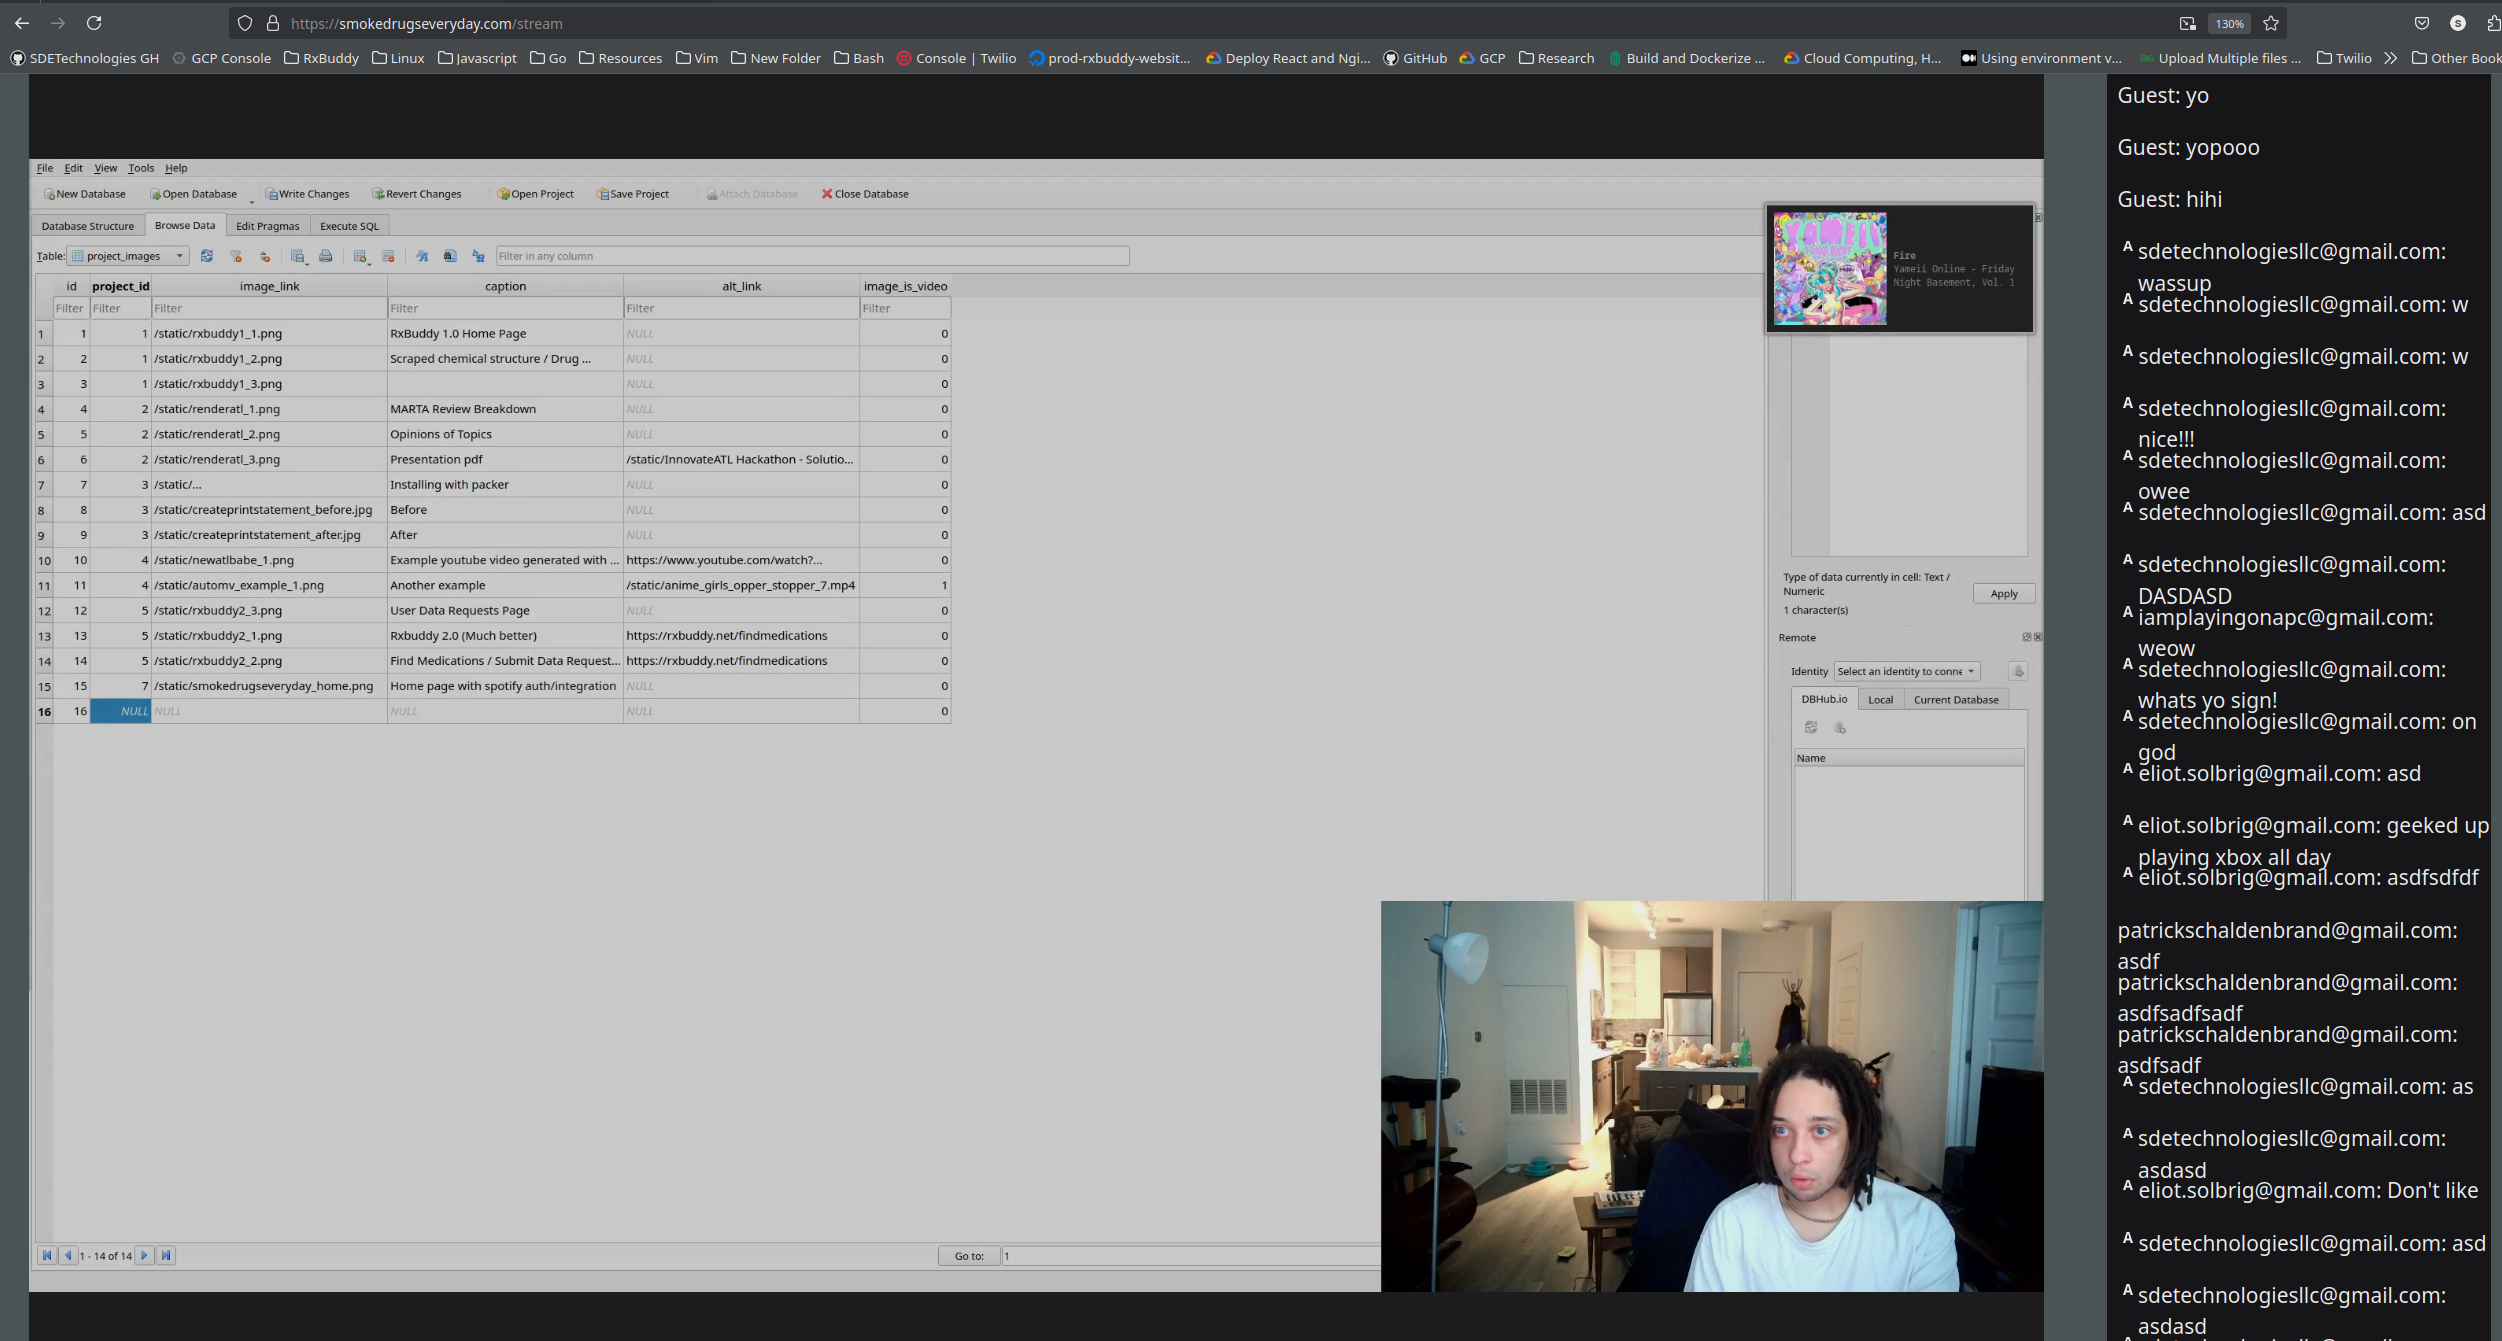 https://smokedrugseveryday.com/stream
130%
S
SDETechnologies GH
GCP Console
RxBuddy
Linux
Javascript
Go
Resources
Vim
New Folder
Bash
Console | Twilio
prod-rxbuddy-websit...
Deploy React and Ngi...
GitHub
GCP
Research
Build and Dockerize ...
Cloud Computing, H...
Using environment v...
Upload Multiple files ...
Twilio
Other Book
File Edit View Tools Help
New Database Open Database Write Changes Revert Changes Open Project Save Project Attach Database Close Database
Database Structure Browse Data Edit Pragmas Execute SQL
Table: project_images Filter in any column
id project_id image_link caption alt_link image_is_video
Filter Filter Filter Filter Filter Filter
1 1 1 /static/rxbuddy1_1.png RxBuddy 1.0 Home Page NULL 0
2 2 1 /static/rxbuddy1_2.png Scraped chemical structure / Drug ... NULL 0
3 3 1 /static/rxbuddy1_3.png NULL 0
4 4 2 /static/renderatl_1.png MARTA Review Breakdown NULL 0
5 5 2 /static/renderatl_2.png Opinions of Topics NULL 0
6 6 2 /static/renderatl_3.png Presentation pdf /static/InnovateATL Hackathon - Solutio... 0
7 7 3 /static/... Installing with packer NULL 0
8 8 3 /static/createprintstatement_before.jpg Before NULL 0
9 9 3 /static/createprintstatement_after.jpg After NULL 0
10 10 4 /static/newatlbabe_1.png Example youtube video generated with ... https://www.youtube.com/watch?... 0
11 11 4 /static/automv_example_1.png Another example /static/anime_girls_opper_stopper_7.mp4 1
12 12 5 /static/rxbuddy2_3.png User Data Requests Page NULL 0
13 13 5 /static/rxbuddy2_1.png Rxbuddy 2.0 (Much better) https://rxbuddy.net/findmedications 0
14 14 5 /static/rxbuddy2_2.png Find Medications / Submit Data Request... https://rxbuddy.net/findmedications 0
15 15 7 /static/smokedrugseveryday_home.png Home page with spotify auth/integration NULL 0
16 16 NULL NULL NULL NULL 0
1 - 14 of 14
Go to: 1
YAMEII
Fire
Yameii Online - Friday
Night Basement, Vol. 1
Type of data currently in cell: Text /
Numeric
1 character(s)
Apply
Remote
Identity Select an identity to conne
DBHub.io Local Current Database
Name
Guest: yo
Guest: yopooo
Guest: hihi
A sdetechnologiesllc@gmail.com:
wassup
A sdetechnologiesllc@gmail.com: w
A sdetechnologiesllc@gmail.com: w
A sdetechnologiesllc@gmail.com:
nice!!!
A sdetechnologiesllc@gmail.com:
owee
A sdetechnologiesllc@gmail.com: asd
A sdetechnologiesllc@gmail.com:
DASDASD
A iamplayingonapc@gmail.com:
weow
A sdetechnologiesllc@gmail.com:
whats yo sign!
A sdetechnologiesllc@gmail.com: on
god
A eliot.solbrig@gmail.com: asd
A eliot.solbrig@gmail.com: geeked up
playing xbox all day
A eliot.solbrig@gmail.com: asdfsdfdf
patrickschaldenbrand@gmail.com:
asdf
patrickschaldenbrand@gmail.com:
asdfsadfsadf
patrickschaldenbrand@gmail.com:
asdfsadf
A sdetechnologiesllc@gmail.com: as
A sdetechnologiesllc@gmail.com:
asdasd
A eliot.solbrig@gmail.com: Don't like
A sdetechnologiesllc@gmail.com: asd
A sdetechnologiesllc@gmail.com:
asdasd